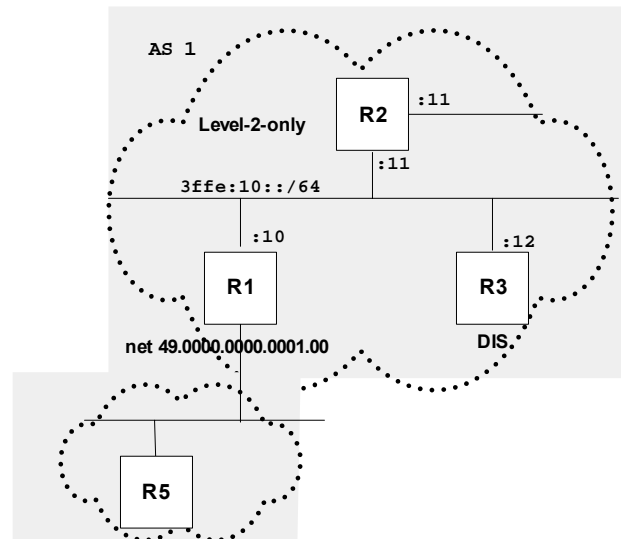 AS 1
:11
R2
Level-2-only
:11
3ffe:10::/64
:10
:12
R1
R3
net 49.0000.0000.0001.00
DIS
R5